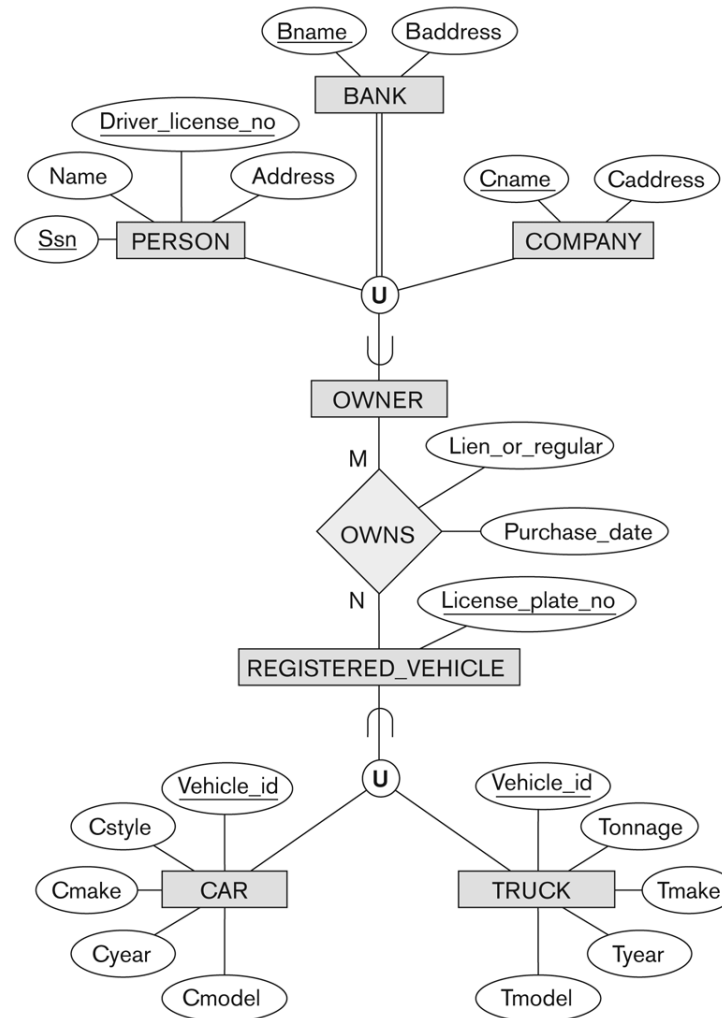 Bname
Baddress
BANK
Driver_license_no
Name
Address
Cname
Caddress
Ssn
PERSON
COMPANY
U
OWNER
M
Lien_or_regular
OWNS
Purchase_date
N
License_plate_no
REGISTERED_VEHICLE
U
Vehicle_id
Vehicle_id
Cstyle
Tonnage
Cmake
CAR
TRUCK
Tmake
Cyear
Tyear
Cmodel
Tmodel